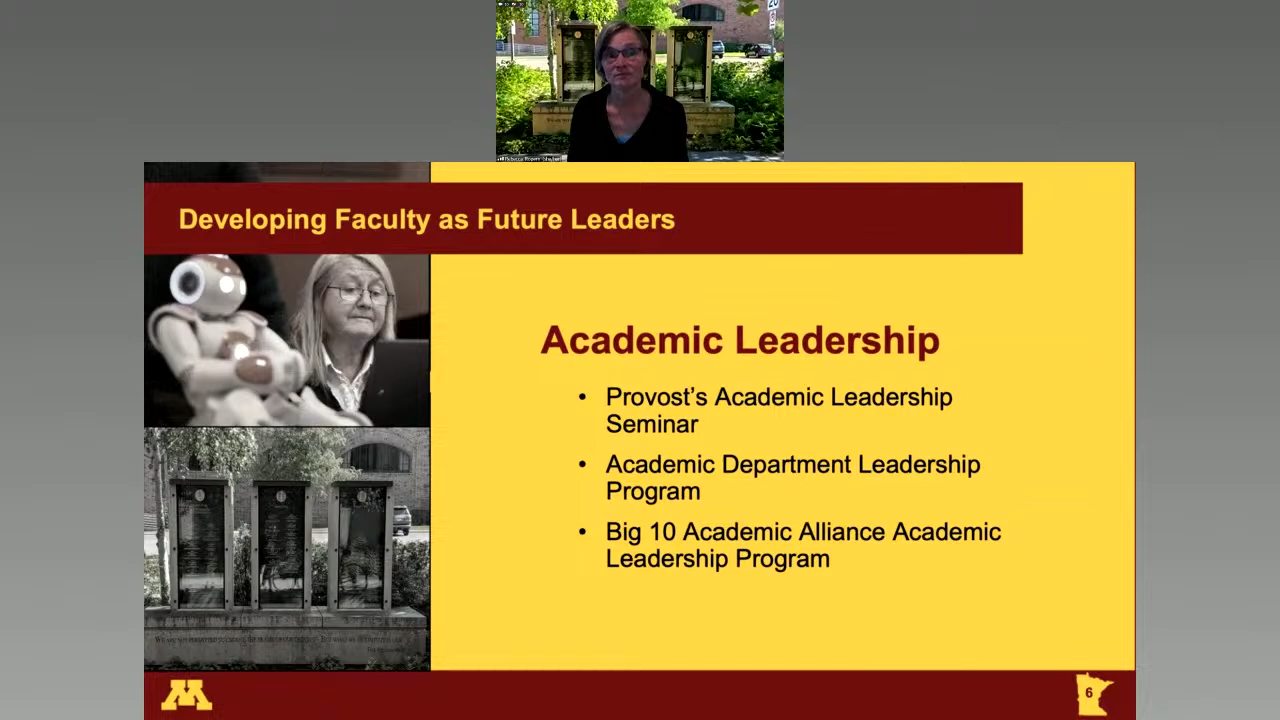 Developing Faculty as Future Leaders
Academic Leadership
• Provost’s Academic Leadership
Seminar
• Academic Department Leadership
Program
• Big 10 Academic Alliance Academic
Leadership Program
M
6